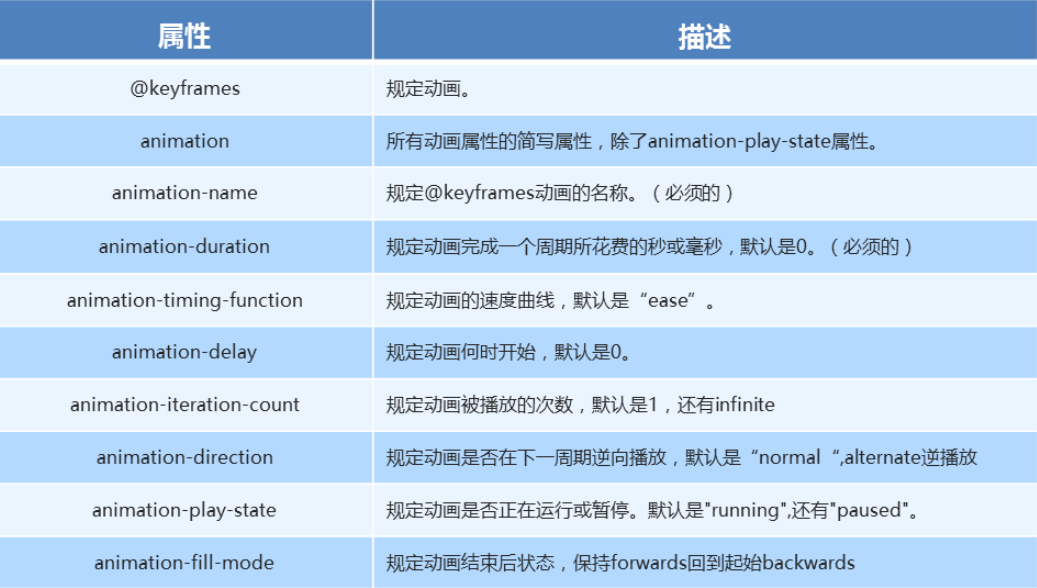 属性 描述
@keyframes 规定动画。
animation 所有动画属性的简写属性，除了animation-play-state属性。
animation-name 规定@keyframes动画的名称。（必须的）
animation-duration 规定动画完成一个周期所花费的秒或毫秒，默认是0。（必须的）
animation-timing-function 规定动画的速度曲线，默认是“ease”。
animation-delay 规定动画何时开始，默认是0。
animation-iteration-count 规定动画被播放的次数，默认是1，还有infinite
animation-direction 规定动画是否在下一周期逆向播放，默认是“normal“,alternate逆播放
animation-play-state 规定动画是否正在运行或暂停。默认是"running",还有"paused"。
animation-fill-mode 规定动画结束后状态，保持forwards回到起始backwards